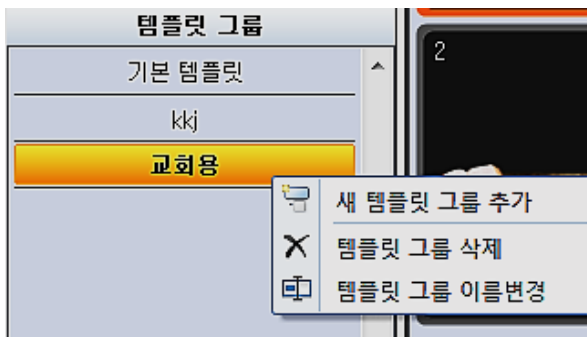 템플릿 그룹
기본 템플릿
kkj
교회용
2
새 템플릿 그룹 추가
템플릿 그룹 삭제
템플릿 그룹 이름변경